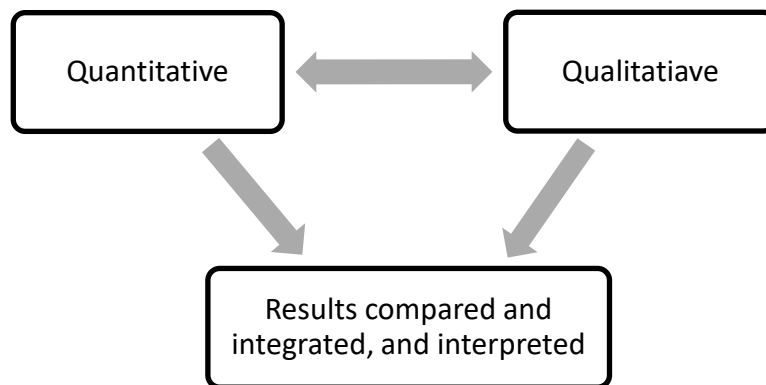 Quantitative
Qualitatiave
Results compared and
integrated, and interpreted